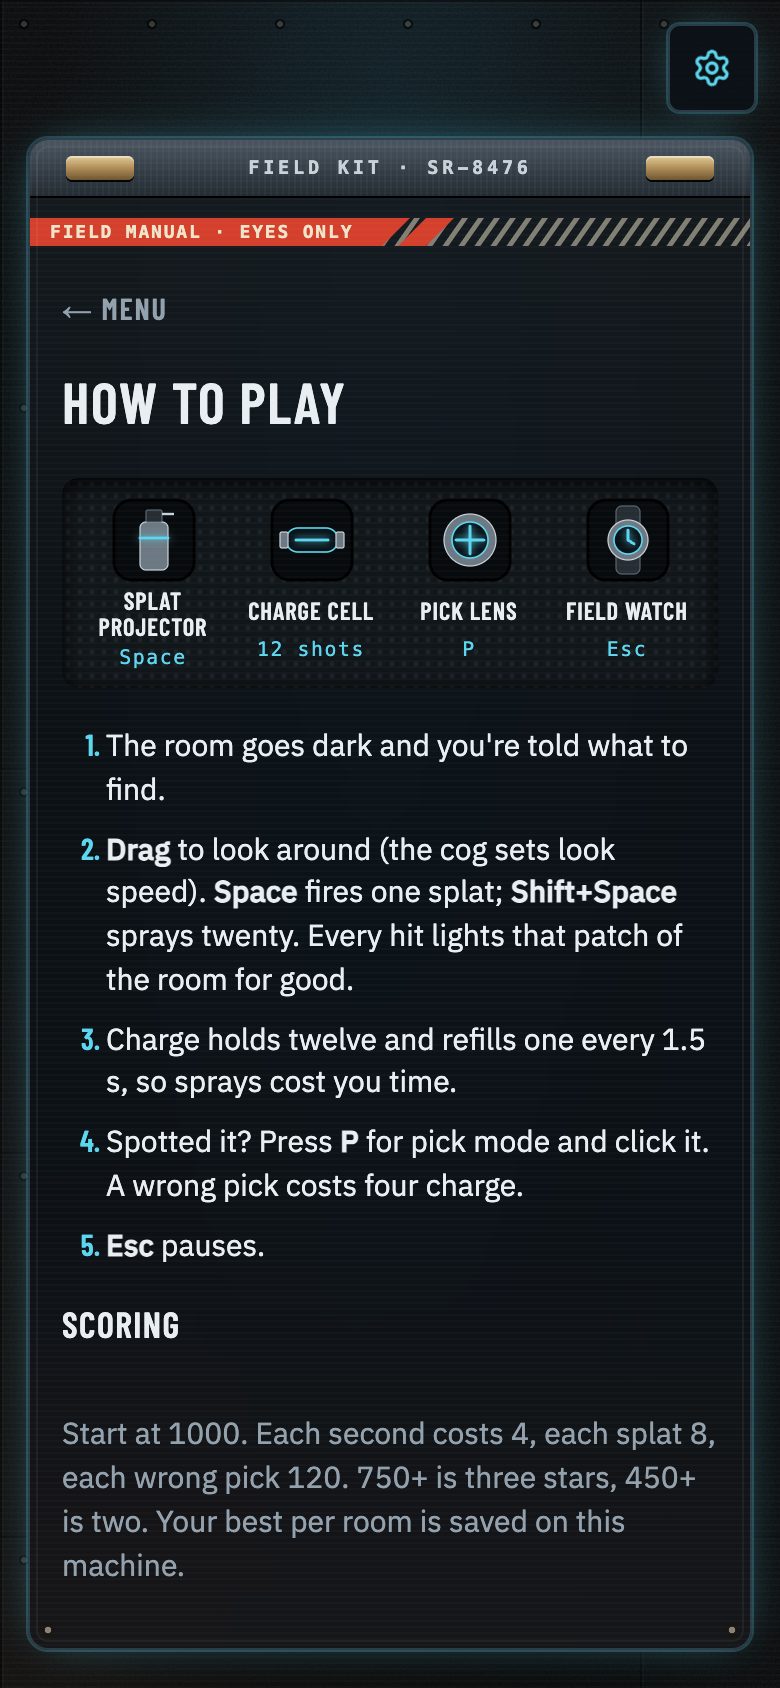 FIELD KIT · SR-8476
FIELD MANUAL · EYES ONLY
← MENU
HOW TO PLAY
SPLAT PROJECTOR
Space
CHARGE CELL
12 shots
PICK LENS
P
FIELD WATCH
Esc
1. The room goes dark and you're told what to
find.
2. Drag to look around (the cog sets look
speed). Space fires one splat; Shift+Space
sprays twenty. Every hit lights that patch of
the room for good.
3. Charge holds twelve and refills one every 1.5
s, so sprays cost you time.
4. Spotted it? Press P for pick mode and click it.
A wrong pick costs four charge.
5. Esc pauses.
SCORING
Start at 1000. Each second costs 4, each splat 8,
each wrong pick 120. 750+ is three stars, 450+
is two. Your best per room is saved on this
machine.